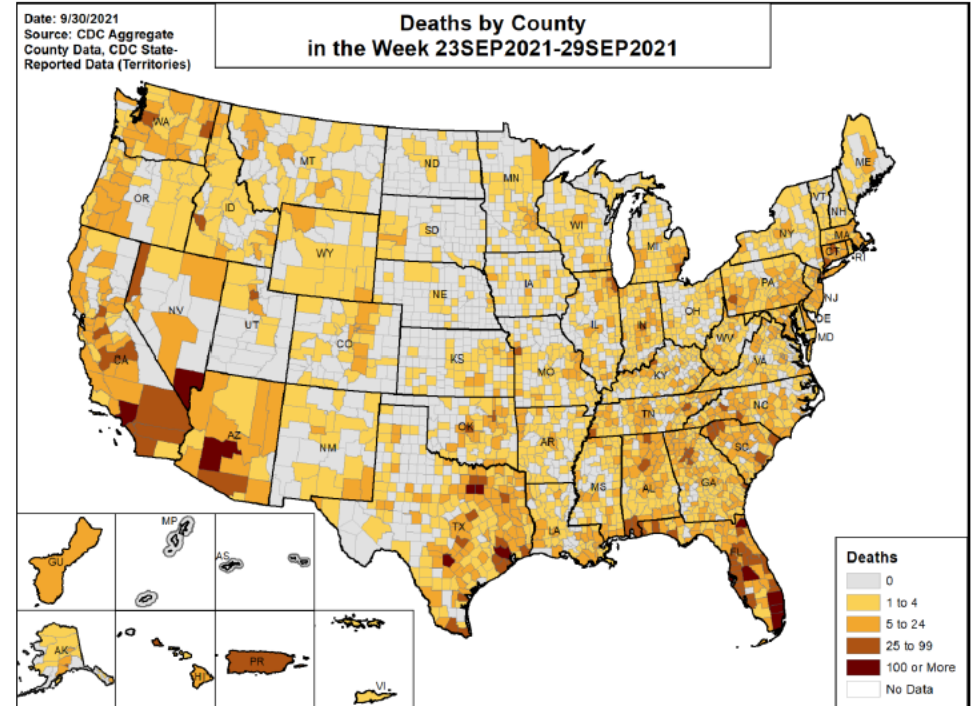 Date: 9/30/2021
Source: CDC Aggregate
County Data, CDC State-
Reported Data (Territories)
Deaths by County
in the Week 23SEP2021-29SEP2021
WA
MT
ND
MN
ME
OR
ID
WY
SD
WI
MI
VT
NH
NY
MA
CT
RI
NV
UT
CO
NE
IA
IL
IN
OH
PA
NJ
DE
MD
WV
VA
CA
KS
MO
KY
AZ
NM
OK
AR
TN
NC
SC
MS
AL
GA
TX
LA
FL
GU
MP
AS
AK
HI
PR
VI
Deaths
0
1 to 4
5 to 24
25 to 99
100 or More
No Data